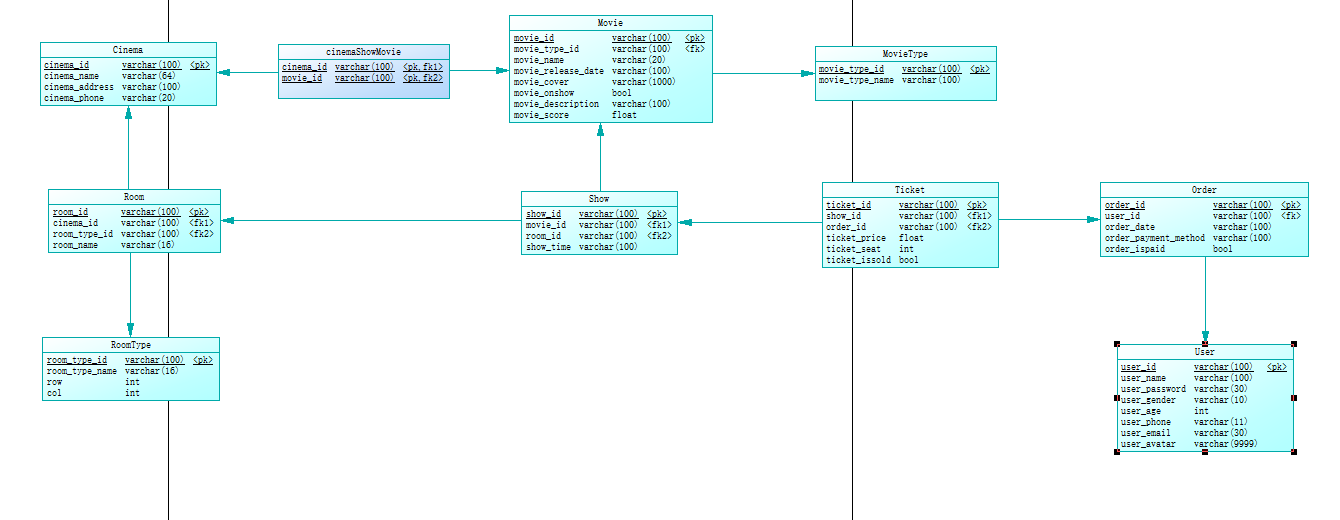 Cinema
cinema_id varchar(100) <pk>
cinema_name varchar(64)
cinema_address varchar(100)
cinema_phone varchar(20)
cinemaShowMovie
cinema_id varchar(100) <pk,fk1>
movie_id varchar(100) <pk,fk2>
Movie
movie_id varchar(100) <pk>
movie_type_id varchar(100) <fk>
movie_name varchar(20)
movie_release_date varchar(100)
movie_cover varchar(1000)
movie_onshow bool
movie_description varchar(100)
movie_score float
MovieType
movie_type_id varchar(100) <pk>
movie_type_name varchar(100)
Room
room_id varchar(100) <pk>
cinema_id varchar(100) <fk1>
room_type_id varchar(100) <fk2>
room_name varchar(16)
Show
show_id varchar(100) <pk>
movie_id varchar(100) <fk1>
room_id varchar(100) <fk2>
show_time varchar(100)
Ticket
ticket_id varchar(100) <pk>
show_id varchar(100) <fk1>
order_id varchar(100) <fk2>
ticket_price float
ticket_seat int
ticket_issold bool
Order
order_id varchar(100) <pk>
user_id varchar(100) <fk>
order_date varchar(100)
order_payment_method varchar(100)
order_ispaid bool
RoomType
room_type_id varchar(100) <pk>
room_type_name varchar(16)
row int
col int
User
user_id varchar(100) <pk>
user_name varchar(100)
user_password varchar(30)
user_gender varchar(10)
user_age int
user_phone varchar(11)
user_email varchar(30)
user_avatar varchar(9999)